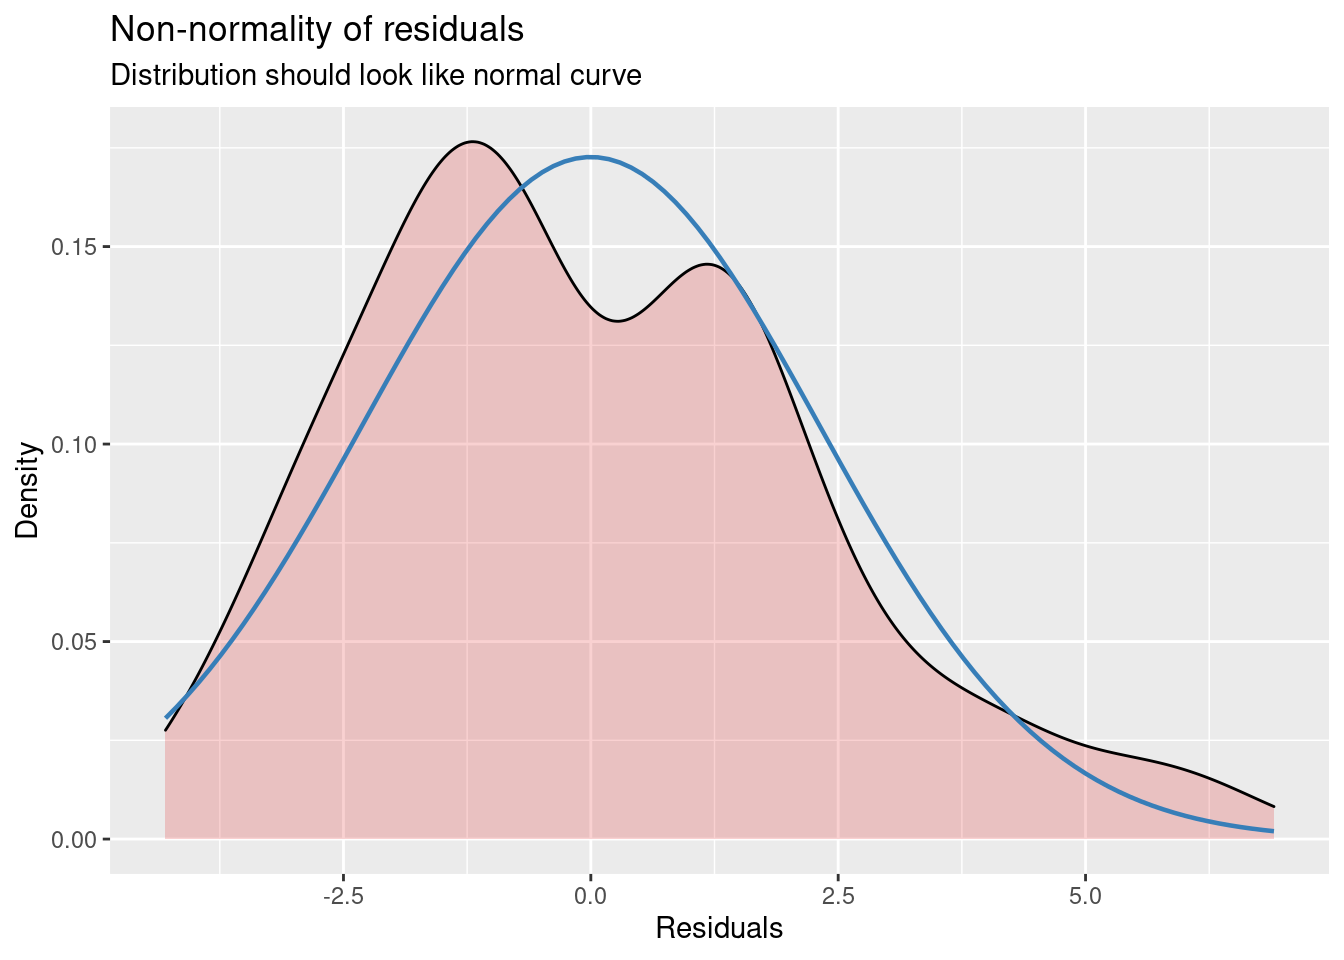 Non-normality of residuals
Distribution should look like normal curve
Density
0.15
0.10
0.05
0.00
-2.5 0.0 2.5 5.0
Residuals